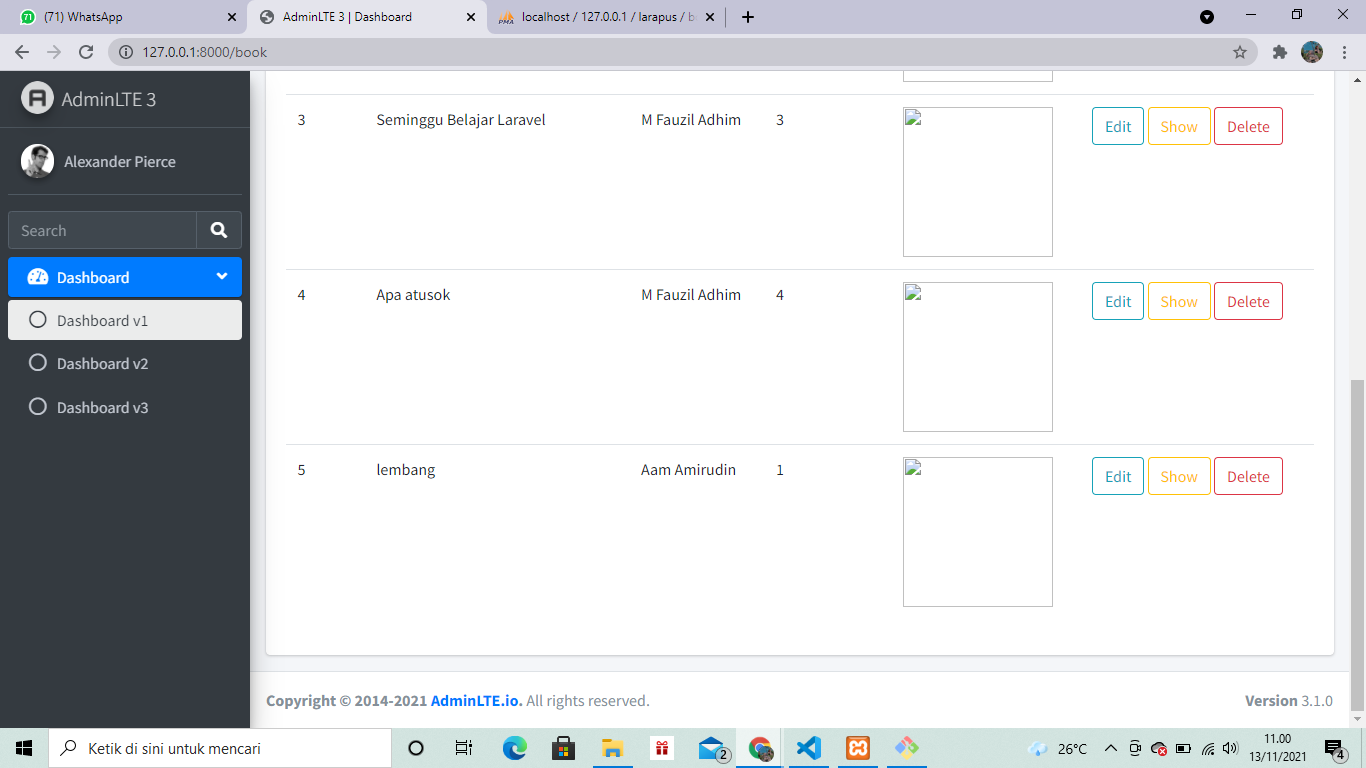 71
(71) WhatsApp
AdminLTE 3 | Dashboard
PMA
localhost / 127.0.0.1 / larapus / b
127.0.0.1:8000/book
AdminLTE 3
Alexander Pierce
Search
Dashboard
Dashboard v1
Dashboard v2
Dashboard v3
3 Seminggu Belajar Laravel M Fauzil Adhim 3 Edit Show Delete
4 Apa atusok M Fauzil Adhim 4 Edit Show Delete
5 lembang Aam Amirudin 1 Edit Show Delete
Copyright © 2014-2021 AdminLTE.io. All rights reserved.
Version 3.1.0
Ketik di sini untuk mencari
2
26°C
11.00
13/11/2021
4